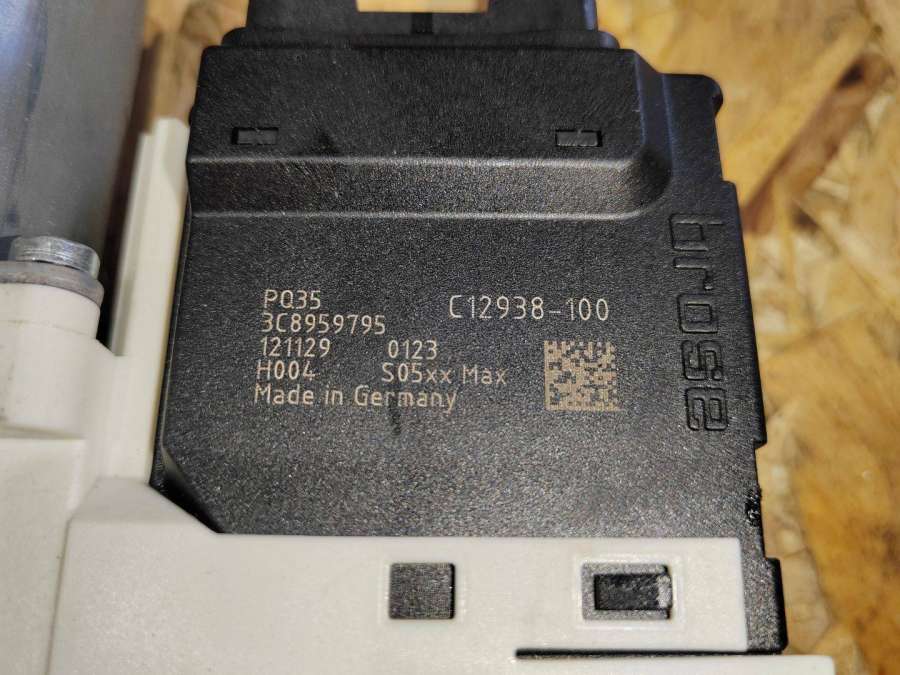 PQ35
3C8959795
121129 0123
H004 S05xx Max
Made in Germany
C12938-100
brose